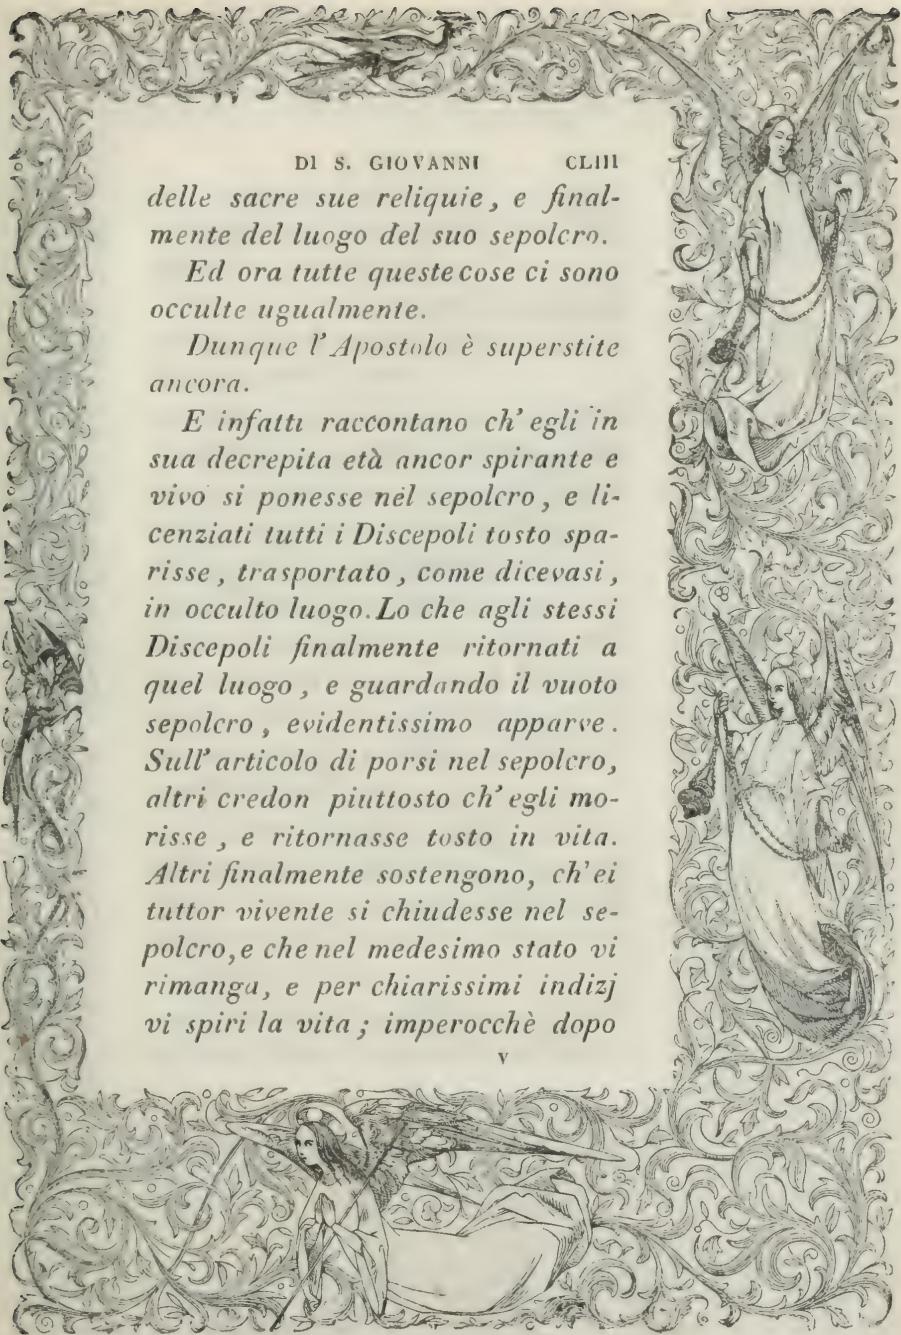 DI S. GIOVANNI CLIII
delle sacre sue reliquie, e final-
mente del luogo del suo sepolcro.
Ed ora tutte queste cose ci sono
occulte ugualmente.
Dunque l'Apostolo è superstite
ancora.
E infatti raccontano ch' egli in
sua decrepita età ancor spirante e
vivo si ponesse nel sepolcro, e li-
cenziati tutti i Discepoli tosto spa-
risse, trasportato, come dicevasi,
in occulto luogo. Lo che agli stessi
Discepoli finalmente ritornati a
quel luogo, e guardando il vuoto
sepolcro, evidentissimo apparve.
Sull' articolo di porsi nel sepolcro,
altri credon piuttosto ch' egli mo-
risse, e ritornasse tosto in vita.
Altri finalmente sostengono, ch' ei
tuttor vivente si chiudesse nel se-
polcro, e che nel medesimo stato vi
rimanga, e per chiarissimi indizj
vi spiri la vita; imperocchè dopo
v